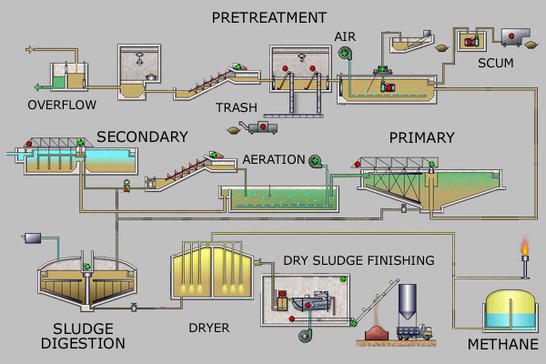 PRETREATMENT
AIR
SCUM
OVERFLOW
TRASH
SECONDARY
PRIMARY
AERATION
DRY SLUDGE FINISHING
SLUDGE
DIGESTION
DRYER
METHANE